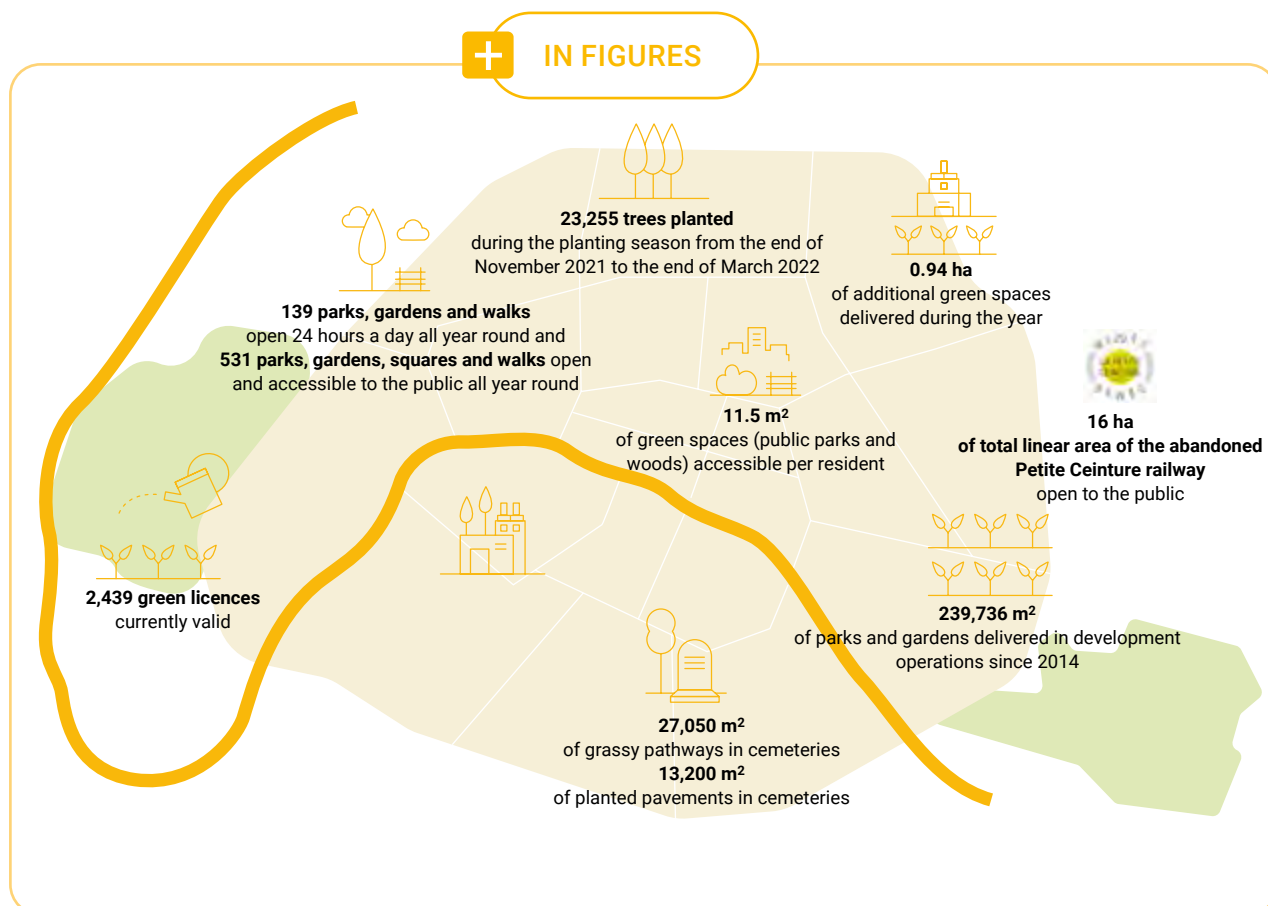 IN FIGURES
23,255 trees planted
during the planting season from the end of
November 2021 to the end of March 2022
0.94 ha
of additional green spaces
delivered during the year
139 parks, gardens and walks
open 24 hours a day all year round and
531 parks, gardens, squares and walks open
and accessible to the public all year round
11.5 m²
of green spaces (public parks and
woods) accessible per resident
16 ha
of total linear area of the abandoned
Petite Ceinture railway
open to the public
2,439 green licences
currently valid
239,736 m²
of parks and gardens delivered in development
operations since 2014
27,050 m²
of grassy pathways in cemeteries
13,200 m²
of planted pavements in cemeteries